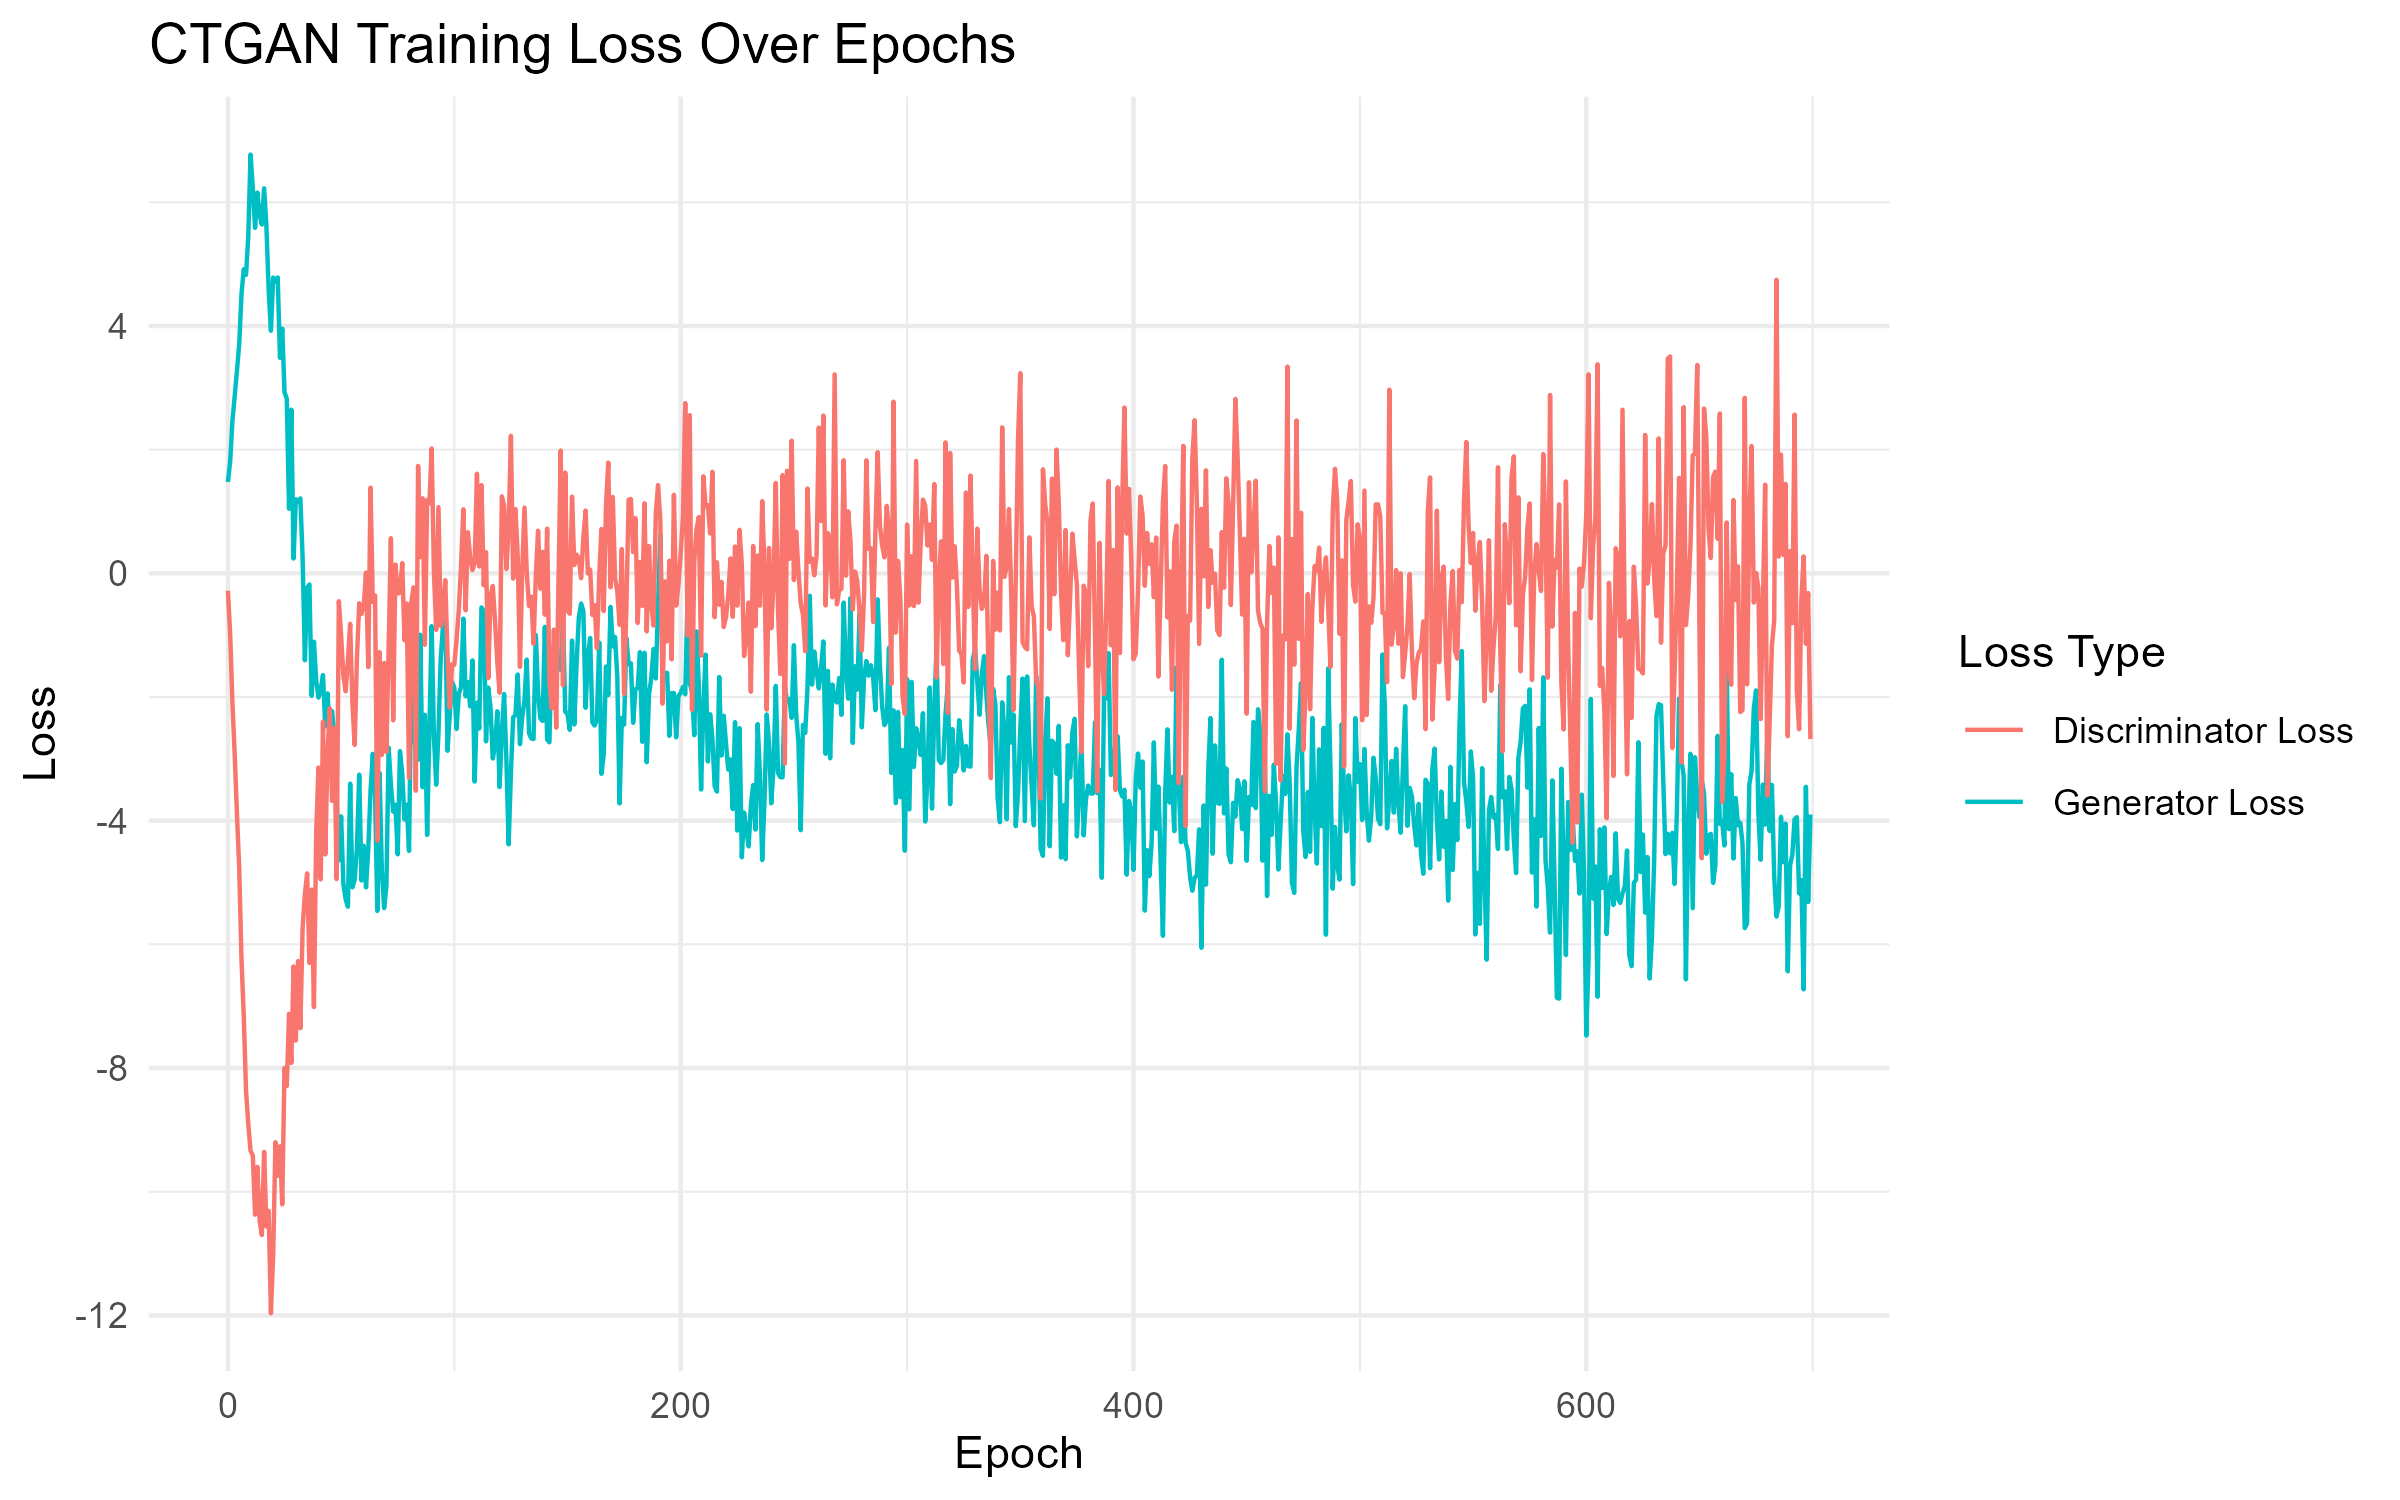 CTGAN Training Loss Over Epochs
4
0
-4
-8
-12
Loss
0 200 400 600
Epoch
Loss Type
Discriminator Loss
Generator Loss